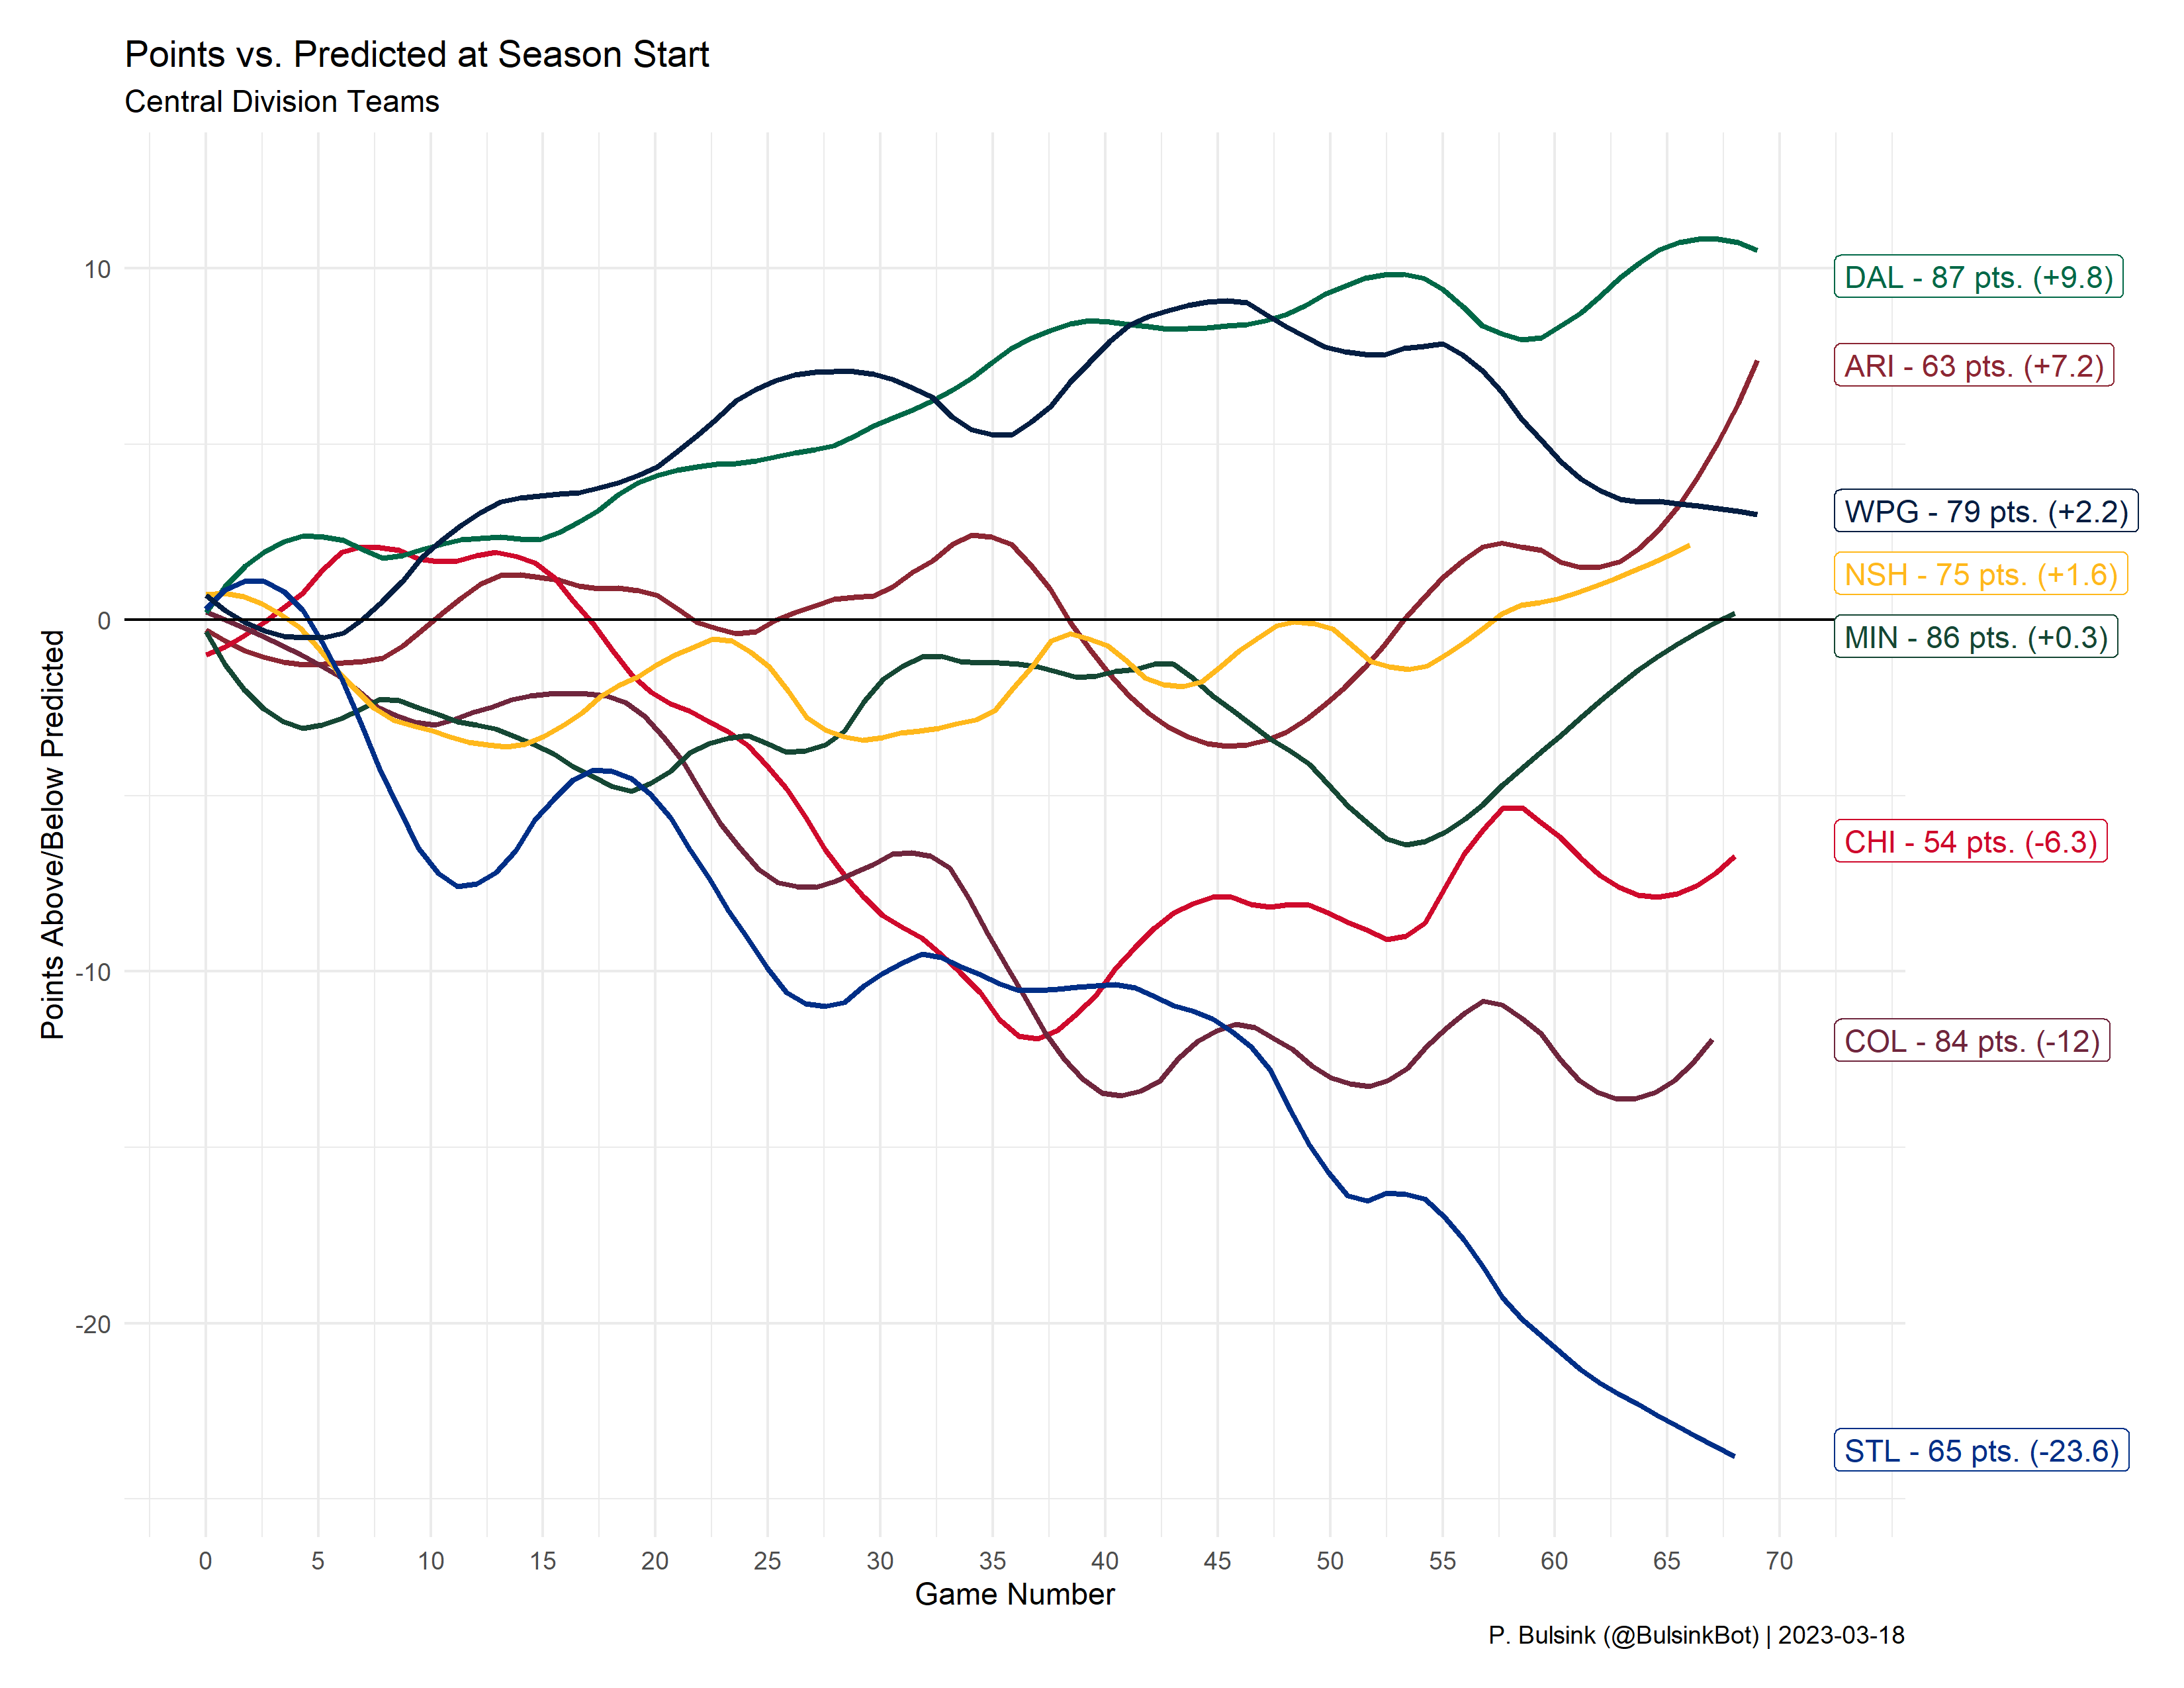 Points vs. Predicted at Season Start
Central Division Teams
Points Above/Below Predicted
10
0
-10
-20
DAL - 87 pts. (+9.8)
ARI - 63 pts. (+7.2)
WPG - 79 pts. (+2.2)
NSH - 75 pts. (+1.6)
MIN - 86 pts. (+0.3)
CHI - 54 pts. (-6.3)
COL - 84 pts. (-12)
STL - 65 pts. (-23.6)
0 5 10 15 20 25 30 35 40 45 50 55 60 65 70
Game Number
P. Bulsink (@BulsinkBot) | 2023-03-18